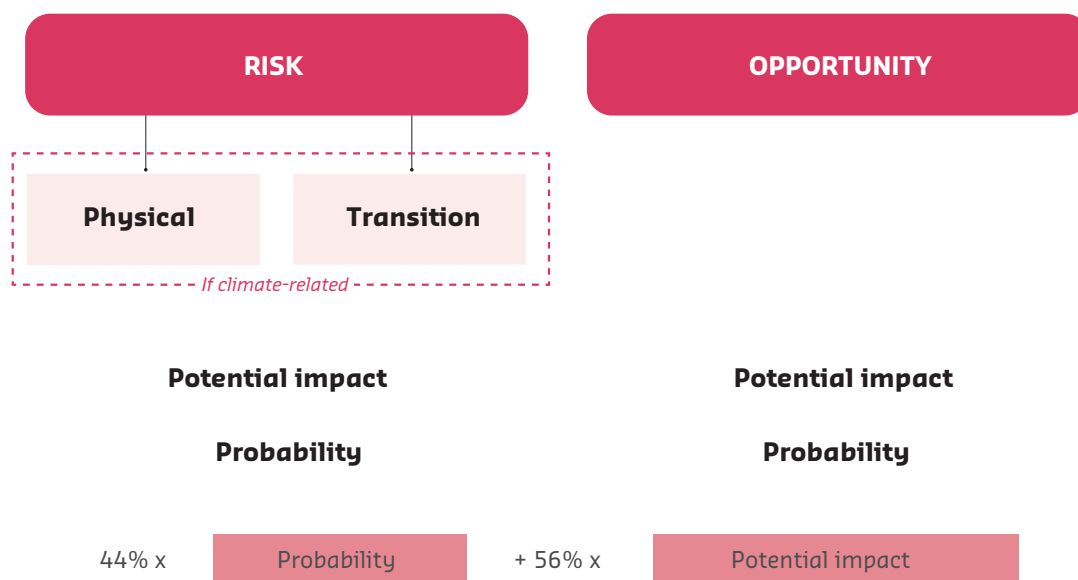 RISK
OPPORTUNITY
Physical
Transition
If climate-related
Potential impact
Potential impact
Probability
Probability
44% x Probability + 56% x Potential impact